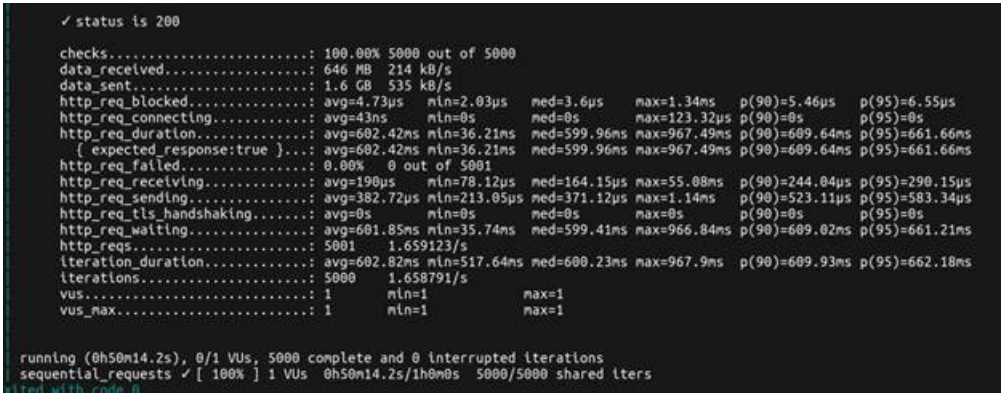 ✓ status is 200
checks.........................: 100.00% 5000 out of 5000
data_received..................: 646 MB 214 kB/s
data_sent......................: 1.6 GB 535 kB/s
http_req_blocked...............: avg=4.73µs min=2.03µs med=3.6µs max=1.34ms p(90)=5.46µs p(95)=6.55µs
http_req_connecting............: avg=43ns min=0s med=0s max=123.32µs p(90)=0s p(95)=0s
http_req_duration..............: avg=602.42ms min=36.21ms med=599.96ms max=967.49ms p(90)=609.64ms p(95)=661.66ms
{ expected_response:true }...: avg=602.42ms min=36.21ms med=599.96ms max=967.49ms p(90)=609.64ms p(95)=661.66ms
http_req_failed................: 0.00% 0 out of 5001
http_req_receiving.............: avg=190µs min=78.12µs med=164.15µs max=55.08ms p(90)=244.04µs p(95)=290.15µs
http_req_sending...............: avg=382.72µs min=213.05µs med=371.12µs max=1.14ms p(90)=523.11µs p(95)=583.34µs
http_req_tls_handshaking.......: avg=0s min=0s med=0s max=0s p(90)=0s p(95)=0s
http_req_waiting...............: avg=601.85ms min=35.74ms med=599.41ms max=966.84ms p(90)=609.02ms p(95)=661.21ms
http_reqs......................: 5001 1.659123/s
iteration_duration.............: avg=602.82ms min=517.64ms med=600.23ms max=967.9ms p(90)=609.93ms p(95)=662.18ms
iterations.....................: 5000 1.658791/s
vus............................: 1 min=1 max=1
vus_max........................: 1 min=1 max=1
running (0h50m14.2s), 0/1 VUs, 5000 complete and 0 interrupted iterations
sequential_requests ✓ [ 100% ] 1 VUs 0h50m14.2s/1h0m0s 5000/5000 shared iters
xited with code 0